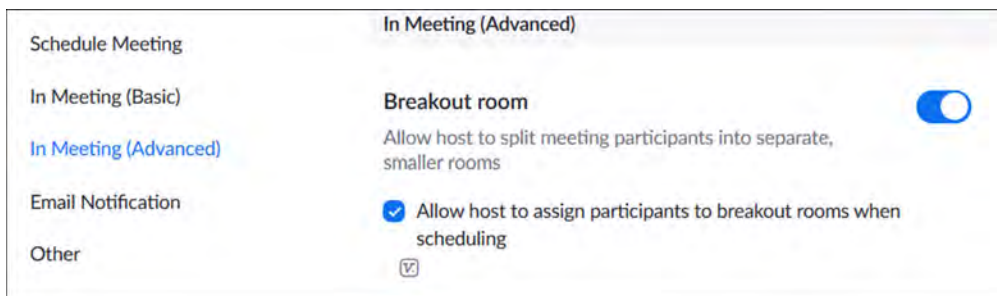 Schedule Meeting
In Meeting (Basic)
In Meeting (Advanced)
Email Notification
Other
In Meeting (Advanced)
Breakout room
Allow host to split meeting participants into separate,
smaller rooms
Allow host to assign participants to breakout rooms when
scheduling